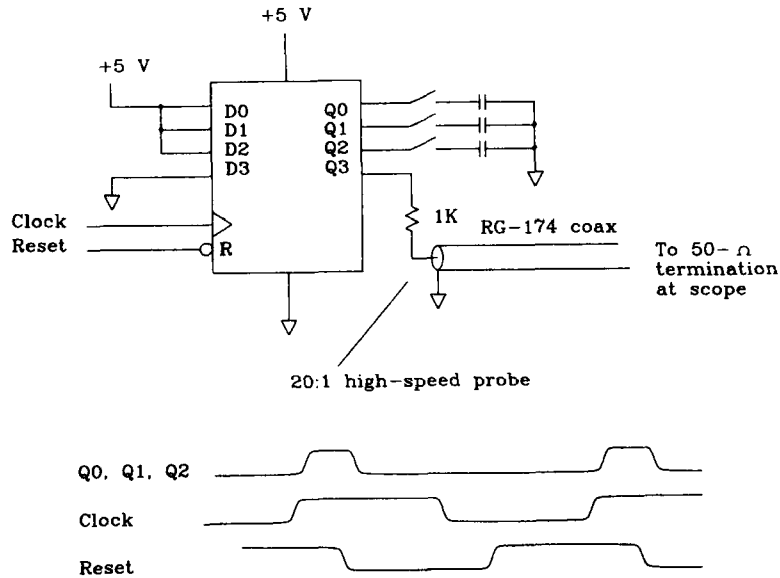 +5 V
+5 V
D0
D1
D2
D3
Q0
Q1
Q2
Q3
Clock
Reset
R
1K
RG-174 coax
To 50-Ω
termination
at scope
20:1 high-speed probe
Q0, Q1, Q2
Clock
Reset